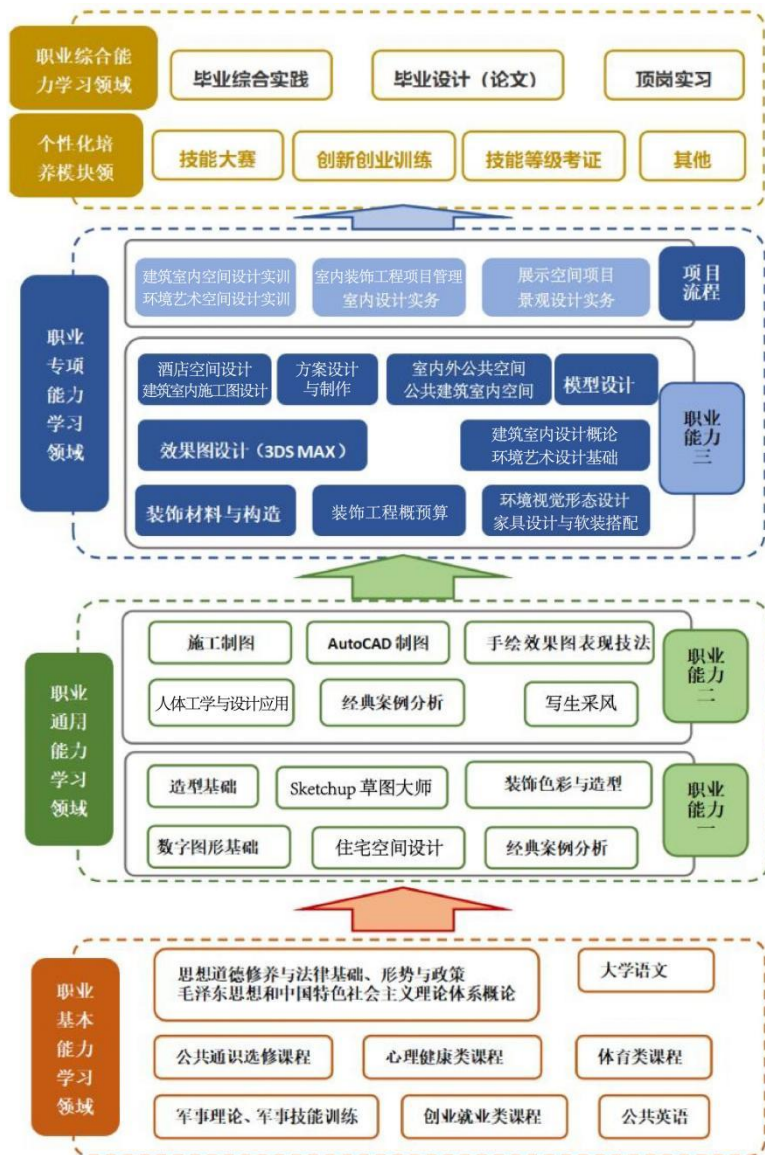 职业综合能
力学习领域
毕业综合实践
毕业设计（论文）
顶岗实习
个性化培
养模块领
技能大赛
创新创业训练
技能等级考证
其他
职业
专项
能力
学习
领域
建筑室内空间设计实训
环境艺术空间设计实训
室内装饰工程项目管理
室内设计实务
展示空间项目
景观设计实务
项目
流程
酒店空间设计
建筑室内施工图设计
方案设计
与制作
室内外公共空间
公共建筑室内空间
模型设计
效果图设计（3DS MAX）
建筑室内设计概论
环境艺术设计基础
装饰材料与构造
装饰工程概预算
环境视觉形态设计
家具设计与软装搭配
职业
能力
三
职业
通用
能力
学习
领域
施工制图
AutoCAD 制图
手绘效果图表现技法
人体工学与设计应用
经典案例分析
写生采风
职业
能力
二
造型基础
Sketchup 草图大师
装饰色彩与造型
数字图形基础
住宅空间设计
经典案例分析
职业
能力
一
职业
基本
能力
学习
领域
思想道德修养与法律基础、形势与政策
毛泽东思想和中国特色社会主义理论体系概论
大学语文
公共通识选修课程
心理健康类课程
体育类课程
军事理论、军事技能训练
创业就业类课程
公共英语